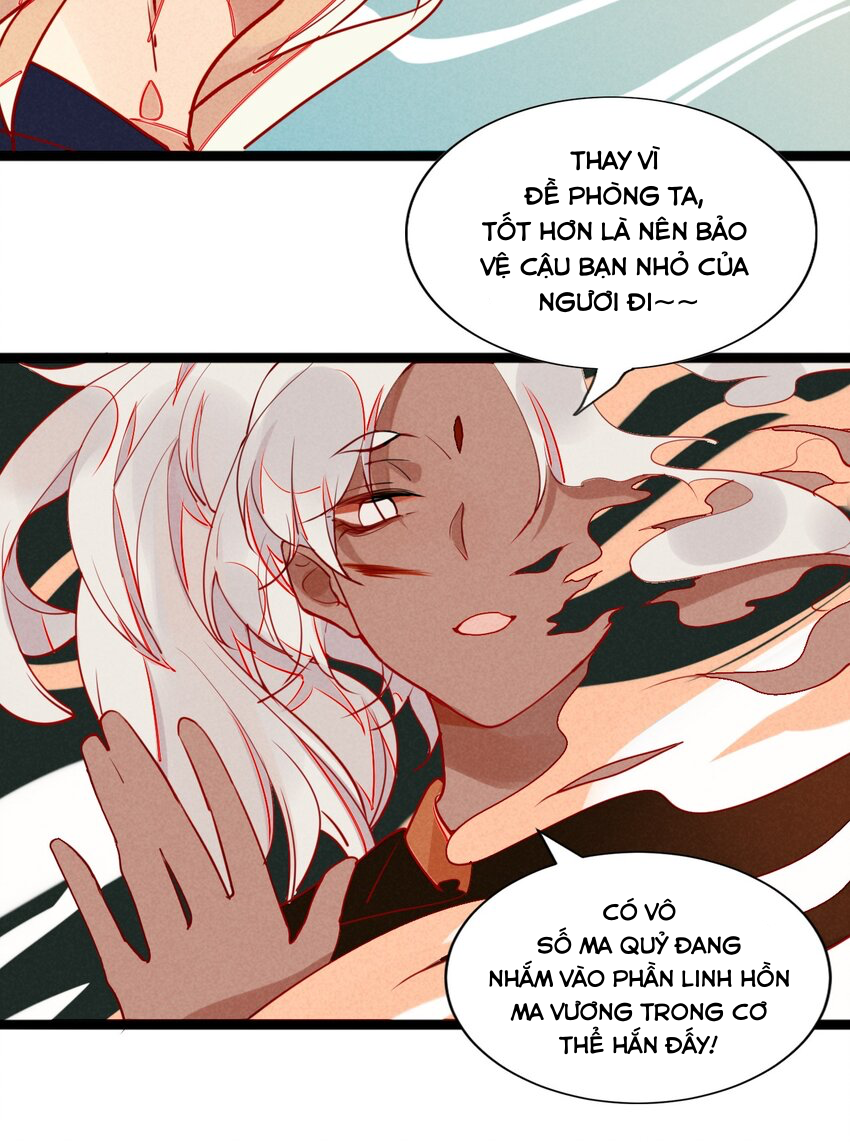 THAY VÌ
ĐỀ PHÒNG TA,
TỐT HƠN LÀ NÊN BẢO
VỆ CẬU BẠN NHỎ CỦA
NGƯƠI ĐI~~
CÓ VÔ
SỐ MA QUỶ ĐANG
NHẮM VÀO PHẦN LINH HỒN
MA VƯƠNG TRONG CƠ
THỂ HẮN ĐẤY!